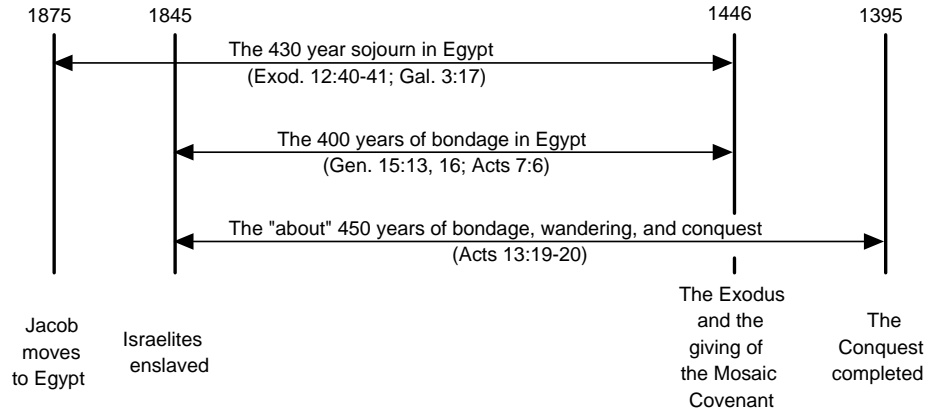 1875 1845 1446 1395
The 430 year sojourn in Egypt
(Exod. 12:40-41; Gal. 3:17)
The 400 years of bondage in Egypt
(Gen. 15:13, 16; Acts 7:6)
The "about" 450 years of bondage, wandering, and conquest
(Acts 13:19-20)
Jacob
moves
to Egypt
Israelites
enslaved
The Exodus
and the
giving of
the Mosaic
Covenant
The
Conquest
completed